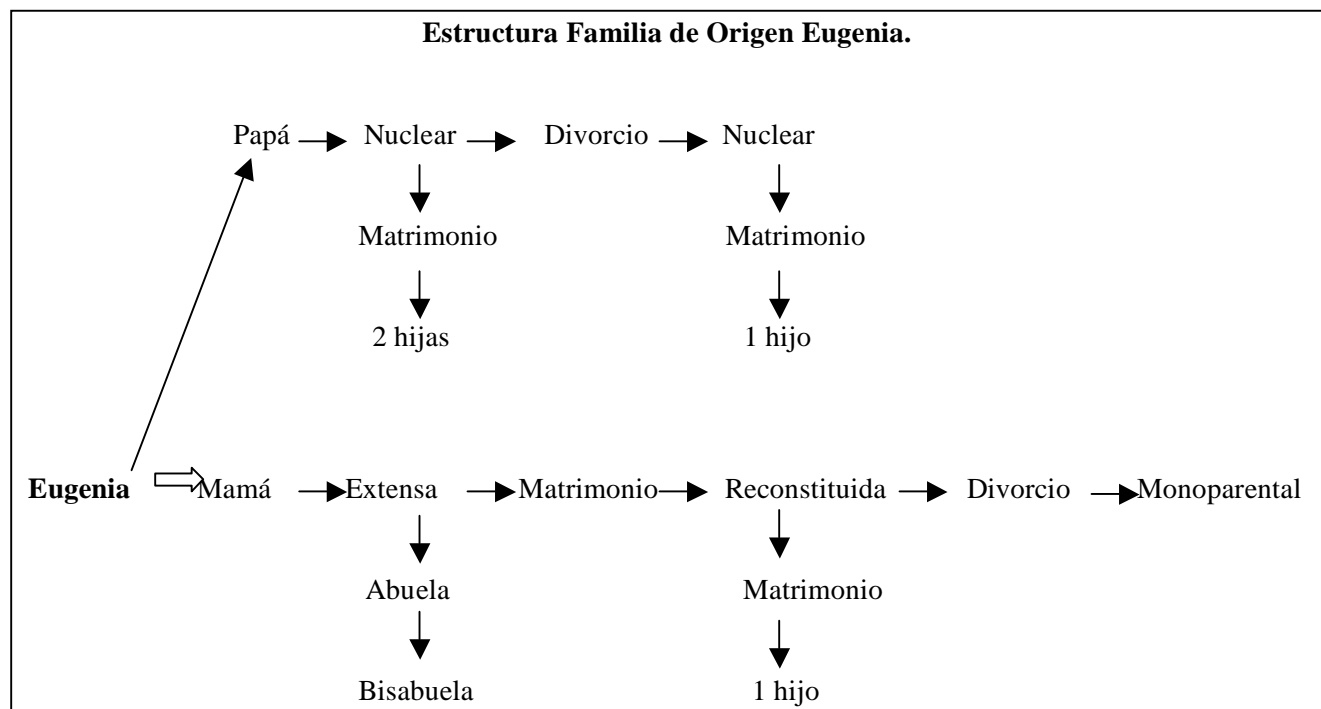 Estructura Familia de Origen Eugenia.
Papá Nuclear Divorcio Nuclear
Matrimonio Matrimonio
2 hijas 1 hijo
Eugenia Mamá Extensa Matrimonio Reconstituida Divorcio Monoparental
Abuela Matrimonio
Bisabuela 1 hijo